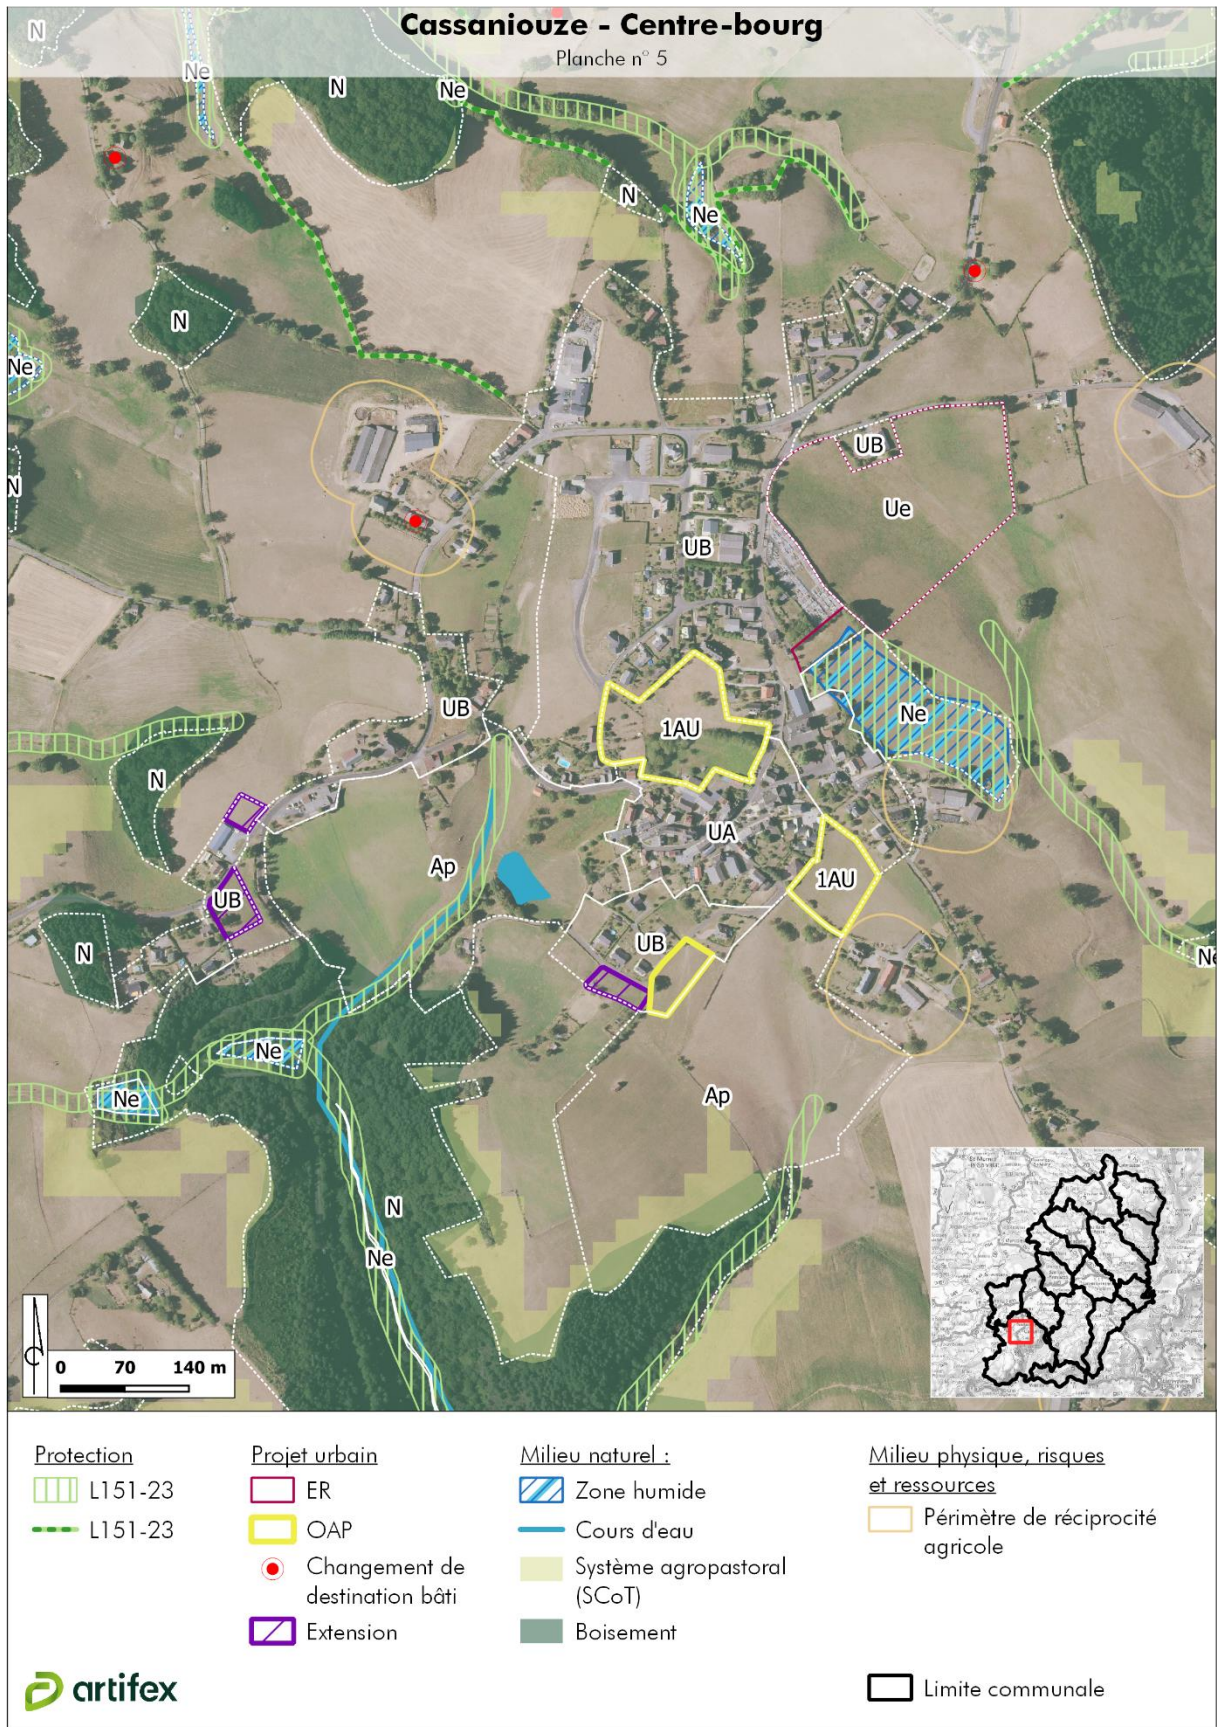 Cassaniouze - Centre-bourg
Planche n° 5
N
Ne
N
Ne
N
Ne
N
Ne
N
UB
Ue
UB
UB
1AU
Ne
N
Ap
UA
1AU
UB
N
UB
Ne
Ne
Ne
Ap
N
Ne
0 70 140 m
Protection
L151-23
L151-23
Projet urbain
ER
OAP
Changement de
destination bâti
Extension
Milieu naturel :
Zone humide
Cours d'eau
Système agropastoral
(SCoT)
Boisement
Milieu physique, risques
et ressources
Périmètre de réciprocité
agricole
Limite communale
artifex